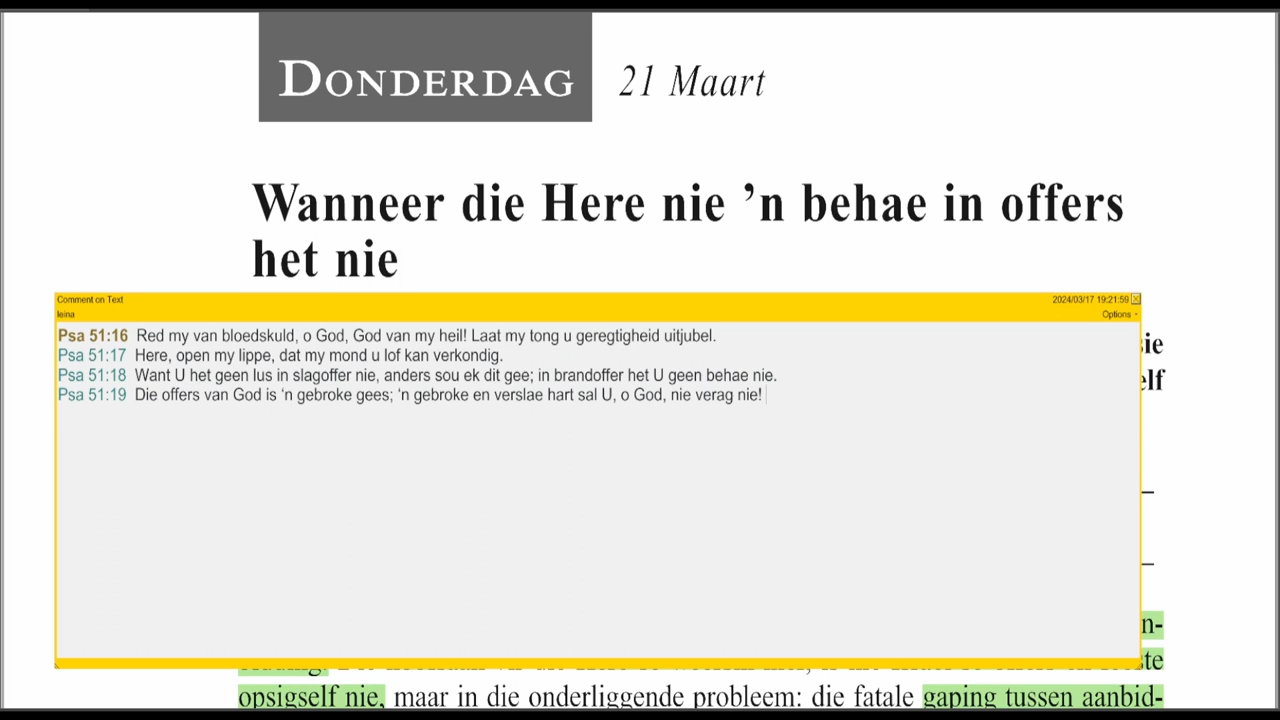 DONDERDAG 21 Maart
Wanneer die Here nie ’n behae in offers
het nie
Comment on Text 2024/03/17 19:21:59
leina Options
sie
elf
Psa 51:16 Red my van bloedskuld, o God, God van my heil! Laat my tong u geregtigheid uitjubel.
Psa 51:17 Here, open my lippe, dat my mond u lof kan verkondig.
Psa 51:18 Want U het geen lus in slagoffer nie, anders sou ek dit gee; in brandoffer het U geen behae nie.
Psa 51:19 Die offers van God is ‘n gebroke gees; ‘n gebroke en verslae hart sal U, o God, nie verag nie!
n-
opsigself nie, maar in die onderliggende probleem: die fatale gaping tussen aanbid-